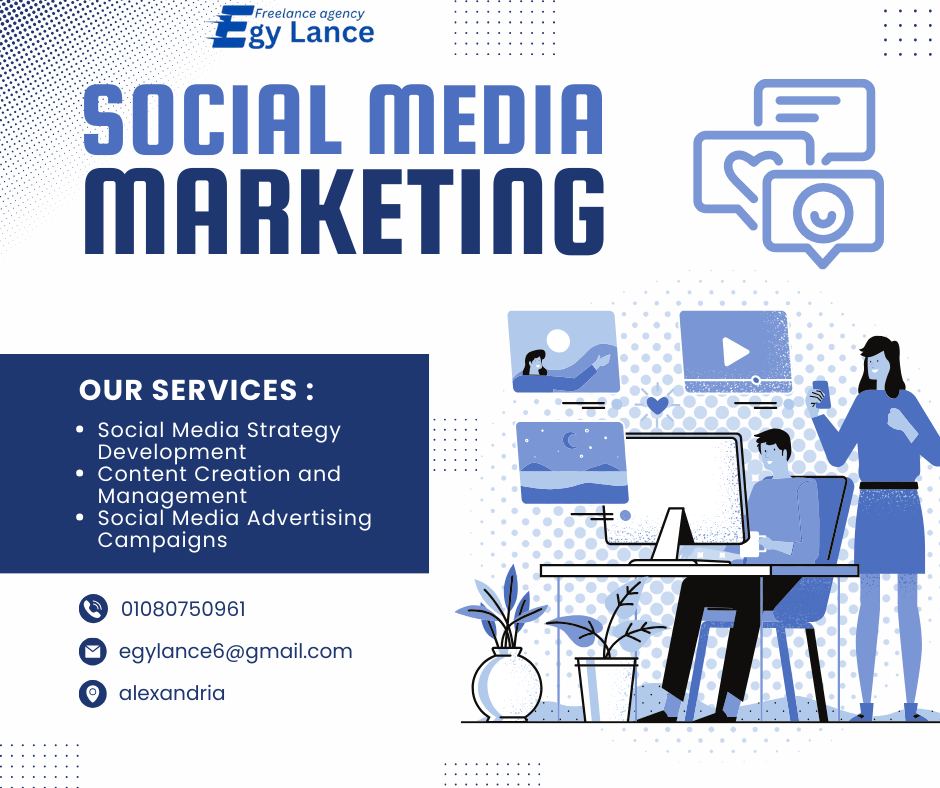 Freelance agency
Egy Lance
SOCIAL MEDIA
MARKETING
OUR SERVICES :
• Social Media Strategy
Development
• Content Creation and
Management
• Social Media Advertising
Campaigns
01080750961
egylance6@gmail.com
alexandria